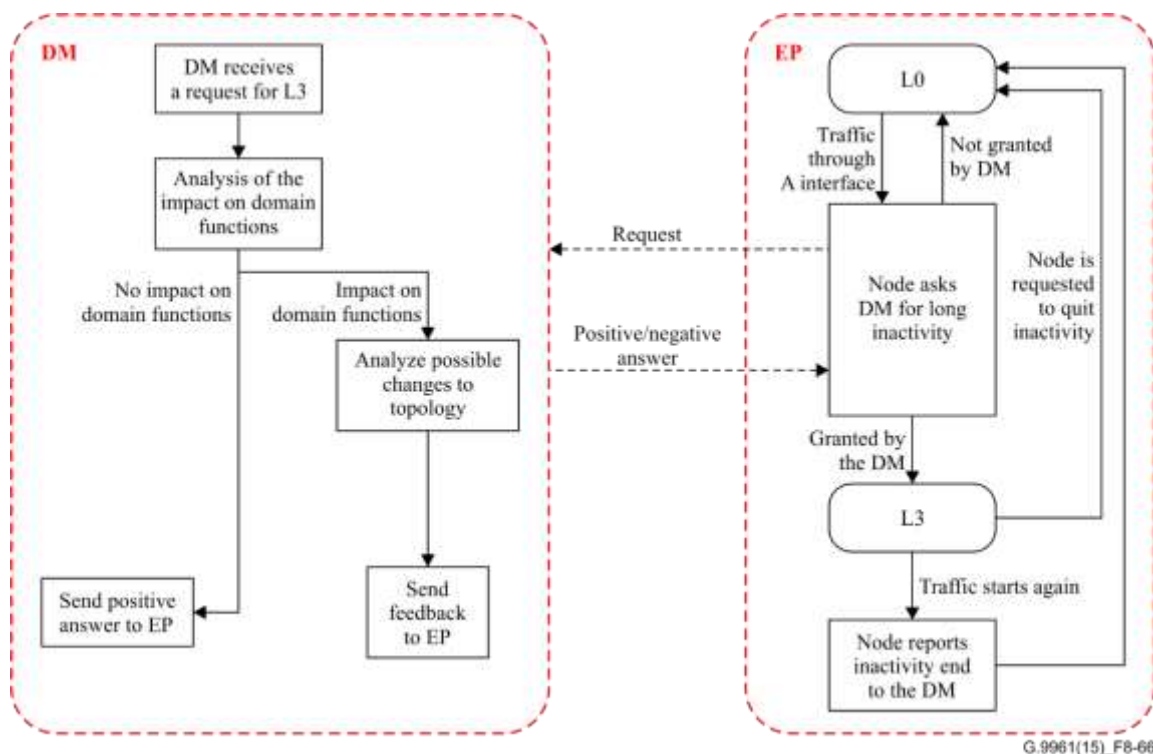 DM
DM receives
a request for L3
Analysis of the
impact on domain
functions
No impact on
domain functions
Impact on
domain functions
Analyze possible
changes to
topology
Send positive
answer to EP
Send
feedback
to EP
Request
Positive/negative
answer
EP
L0
Traffic
through
A interface
Not granted
by DM
Node asks
DM for long
inactivity
Node is
requested
to quit
inactivity
Granted by
the DM
L3
Traffic starts again
Node reports
inactivity end
to the DM
G.9961(15)_F8-66